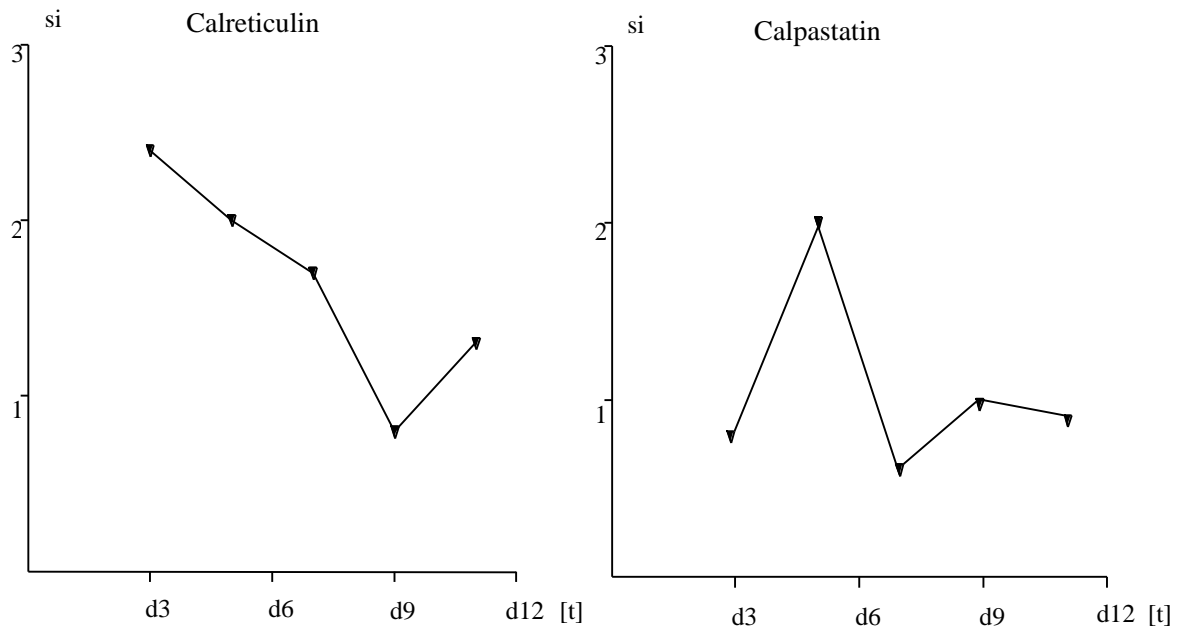 si
Calreticulin
3
2
1
d3 d6 d9 d12 [t]
si
Calpastatin
3
2
1
d3 d6 d9 d12 [t]